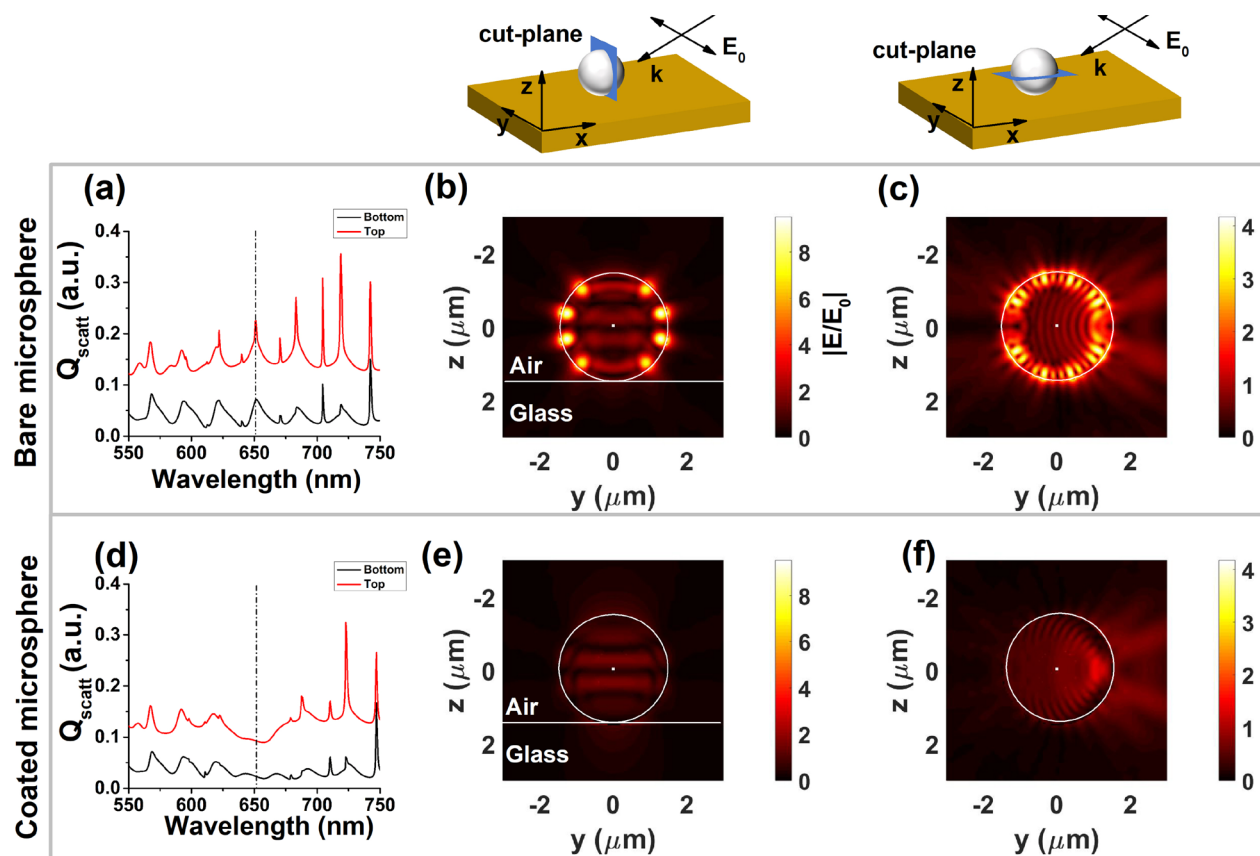 cut-plane
E0
k
z
y
x
cut-plane
E0
k
z
y
x
Bare microsphere
(a)
Bottom
Top
Qscatt (a.u.)
0.4
0.3
0.2
0.1
0.0
550 600 650 700 750
Wavelength (nm)
(b)
z (μm)
-2
0
2
Air
Glass
-2 0 2
y (μm)
8
6
4
2
0
|E/E0|
(c)
z (μm)
-2
0
2
-2 0 2
y (μm)
4
3
2
1
0
Coated microsphere
(d)
Bottom
Top
Qscatt (a.u.)
0.4
0.3
0.2
0.1
0.0
550 600 650 700 750
Wavelength (nm)
(e)
z (μm)
-2
0
2
Air
Glass
-2 0 2
y (μm)
8
6
4
2
0
(f)
z (μm)
-2
0
2
-2 0 2
y (μm)
4
3
2
1
0